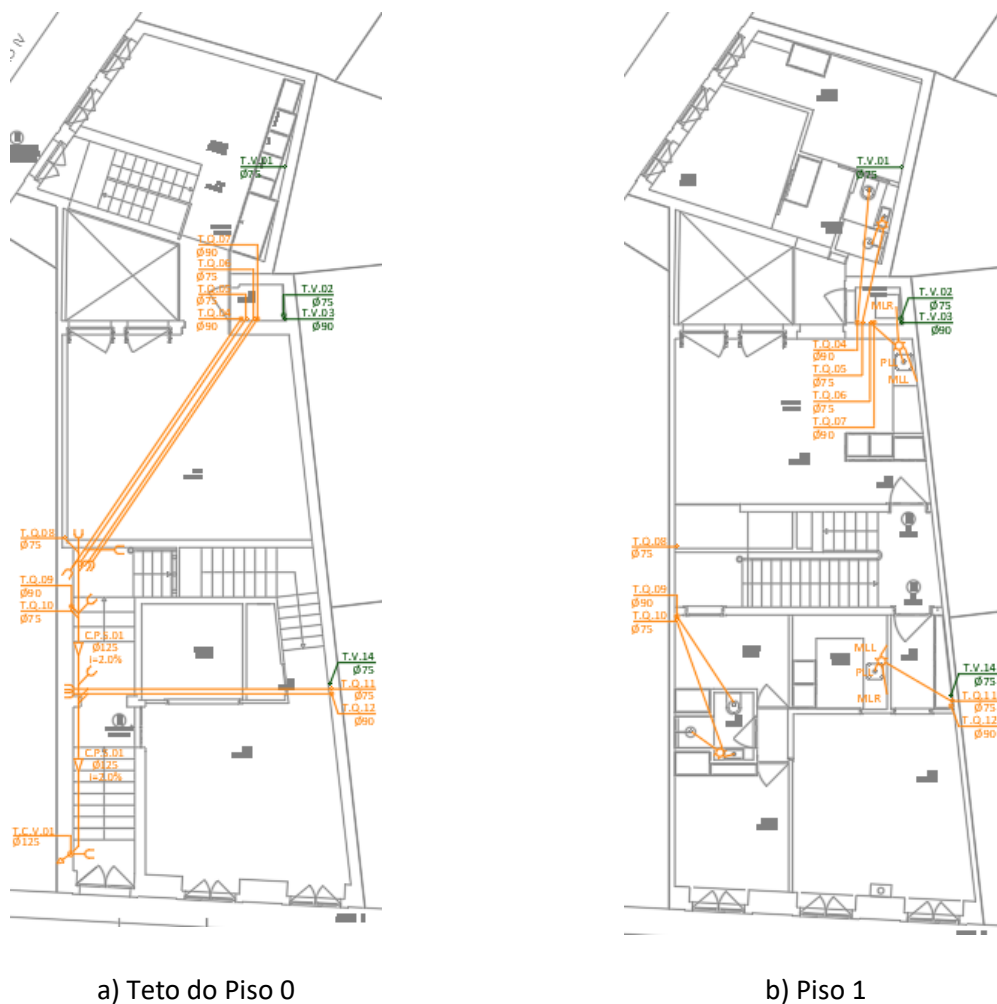 IV
T.V.01
Ø75
T.Q.07
Ø90
T.Q.06
Ø75
T.Q.05
Ø75
T.Q.04
Ø90
T.V.02
Ø75
T.V.03
Ø90
T.Q.08
Ø75
T.Q.09
Ø90
T.Q.10
Ø75
C.P.S.01
Ø125
i=2.0%
T.V.14
Ø75
T.Q.11
Ø75
T.Q.12
Ø90
C.P.S.01
Ø125
i=2.0%
T.C.V.01
Ø125
a) Teto do Piso 0
T.V.01
Ø75
MLR
T.V.02
Ø75
T.V.03
Ø90
T.Q.04
Ø90
T.Q.05
Ø75
T.Q.06
Ø75
T.Q.07
Ø90
MLL
T.Q.08
Ø75
T.Q.09
Ø90
T.Q.10
Ø75
MLL
MLR
T.V.14
Ø75
T.Q.11
Ø75
T.Q.12
Ø90
b) Piso 1